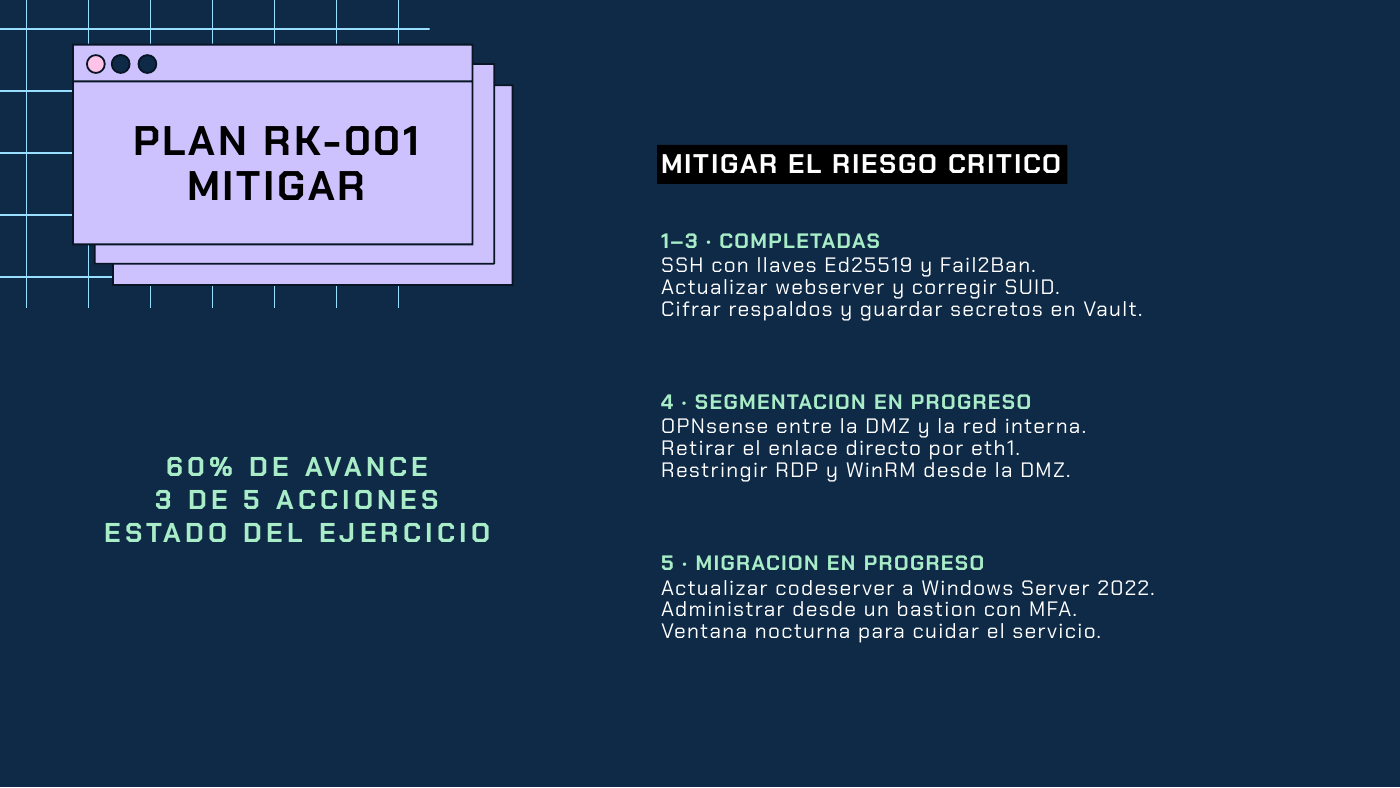 PLAN RK-001
MITIGAR
MITIGAR EL RIESGO CRITICO
1–3 · COMPLETADAS
SSH con llaves Ed25519 y Fail2Ban.
Actualizar webserver y corregir SUID.
Cifrar respaldos y guardar secretos en Vault.
4 · SEGMENTACION EN PROGRESO
OPNsense entre la DMZ y la red interna.
Retirar el enlace directo por eth1.
Restringir RDP y WinRM desde la DMZ.
60% DE AVANCE
3 DE 5 ACCIONES
ESTADO DEL EJERCICIO
5 · MIGRACION EN PROGRESO
Actualizar codeserver a Windows Server 2022.
Administrar desde un bastion con MFA.
Ventana nocturna para cuidar el servicio.